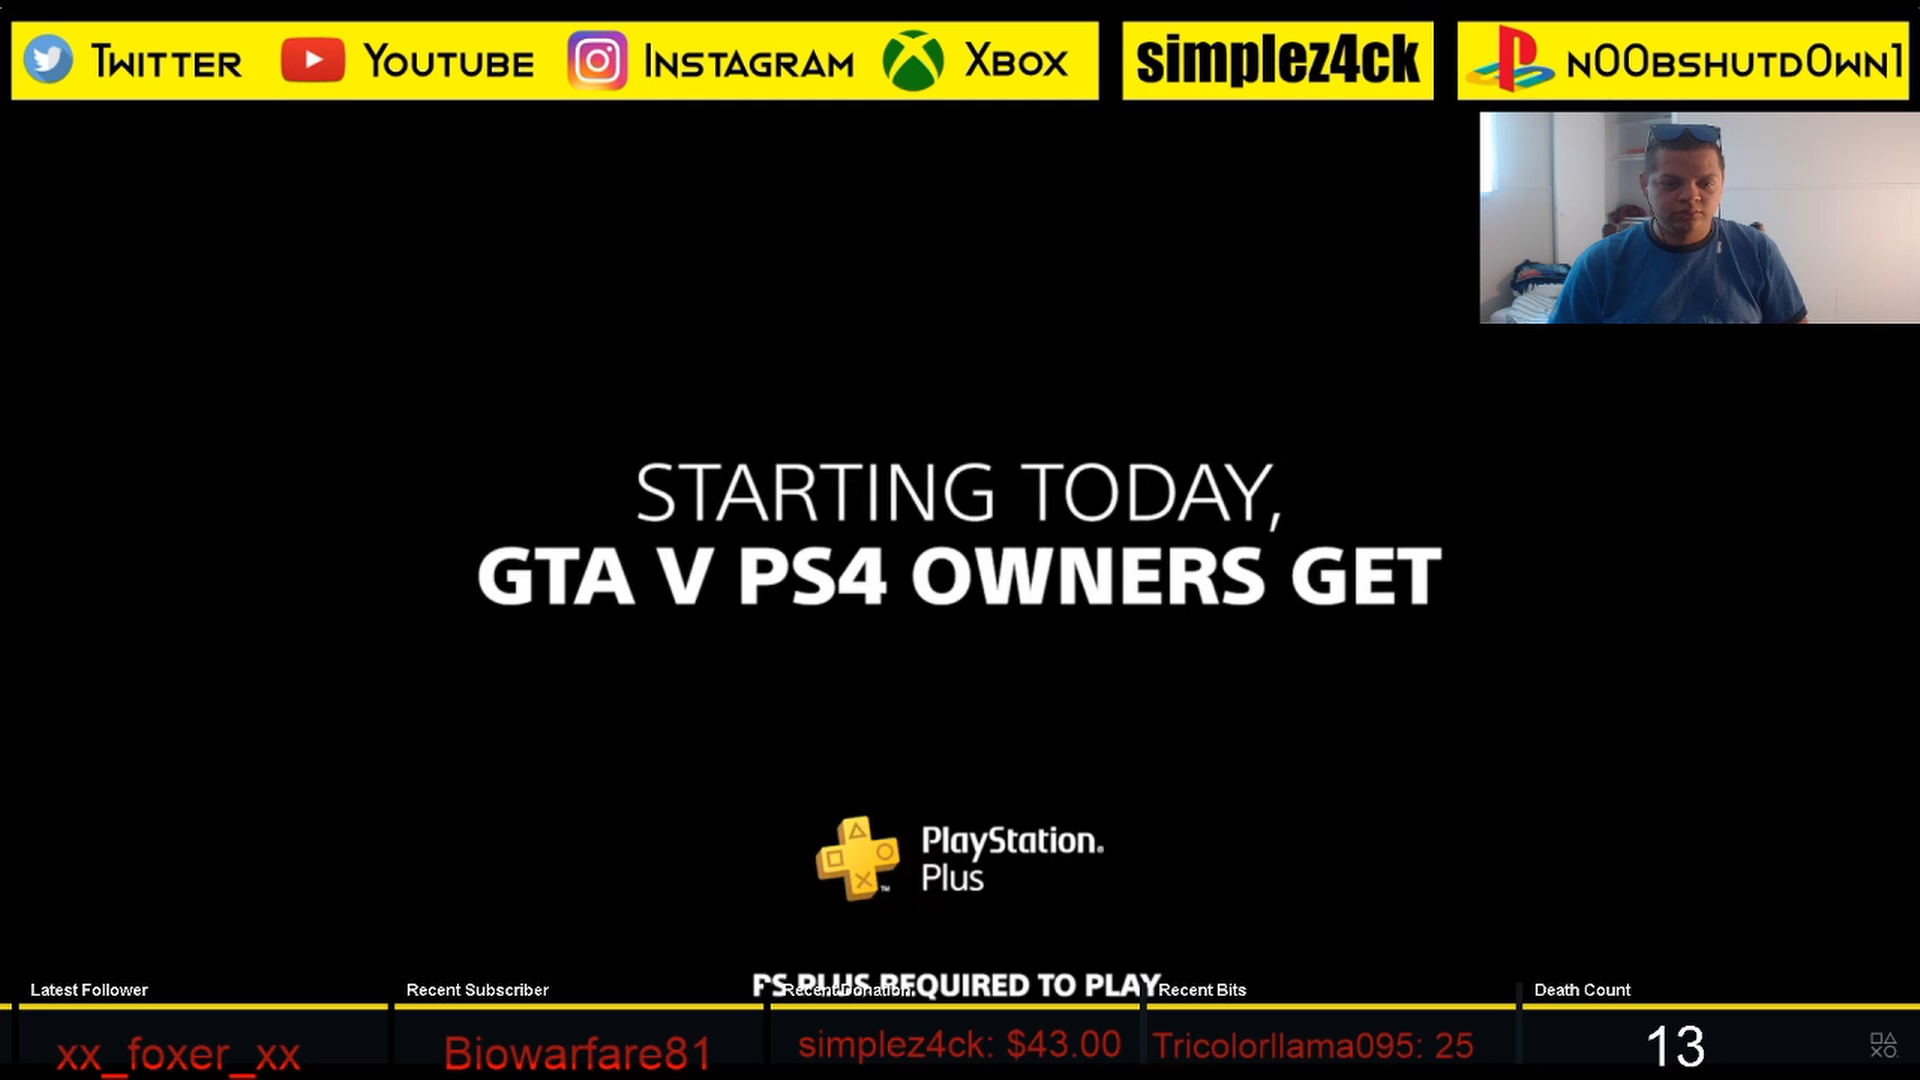 Twitter Youtube Instagram Xbox
simplez4ck
n00bshutd0wn1
STARTING TODAY,
GTA V PS4 OWNERS GET
PlayStation®
Plus
TM
PS PLUS REQUIRED TO PLAY
Latest Follower
xx_foxer_xx
Recent Subscriber
Biowarfare81
Recent Donation
simplez4ck: $43.00
Recent Bits
Tricolorllama095: 25
Death Count
13